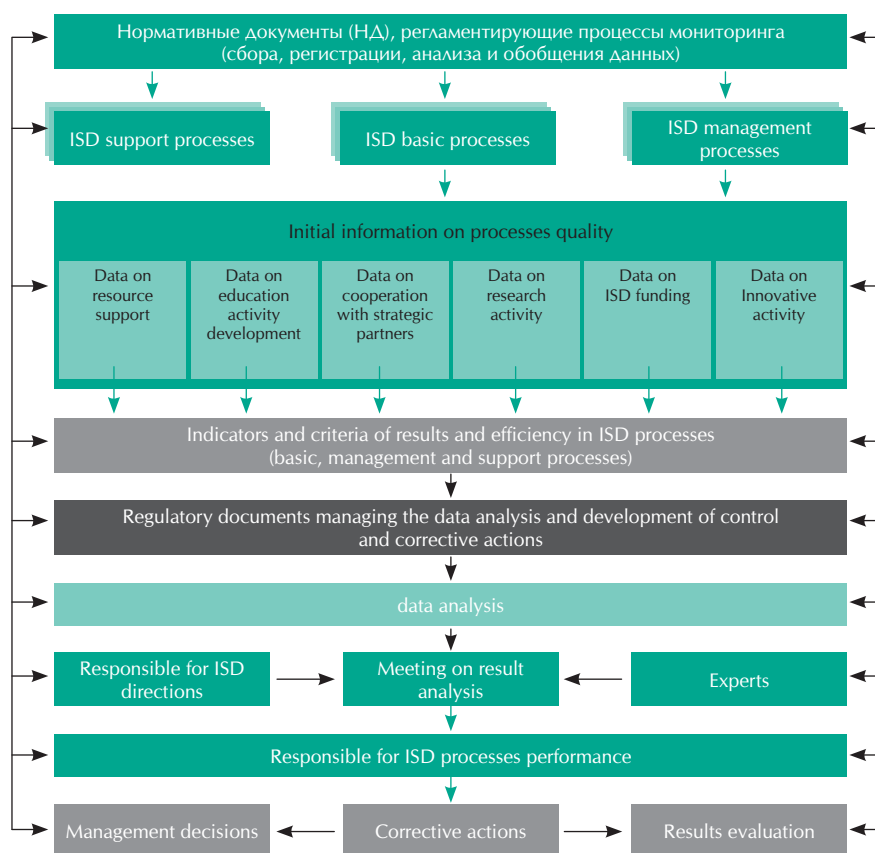 Нормативные документы (НД), регламентирующие процессы мониторинга
(сбора, регистрации, анализа и обобщения данных)
ISD support processes
ISD basic processes
ISD management
processes
Initial information on processes quality
Data on
resource
support
Data on
education
activity
development
Data on
cooperation
with strategic
partners
Data on
research
activity
Data on
ISD funding
Data on
Innovative
activity
Indicators and criteria of results and efficiency in ISD processes
(basic, management and support processes)
Regulatory documents managing the data analysis and development of control
and corrective actions
data analysis
Responsible for ISD
directions
Meeting on result
analysis
Experts
Responsible for ISD processes performance
Management decisions
Corrective actions
Results evaluation